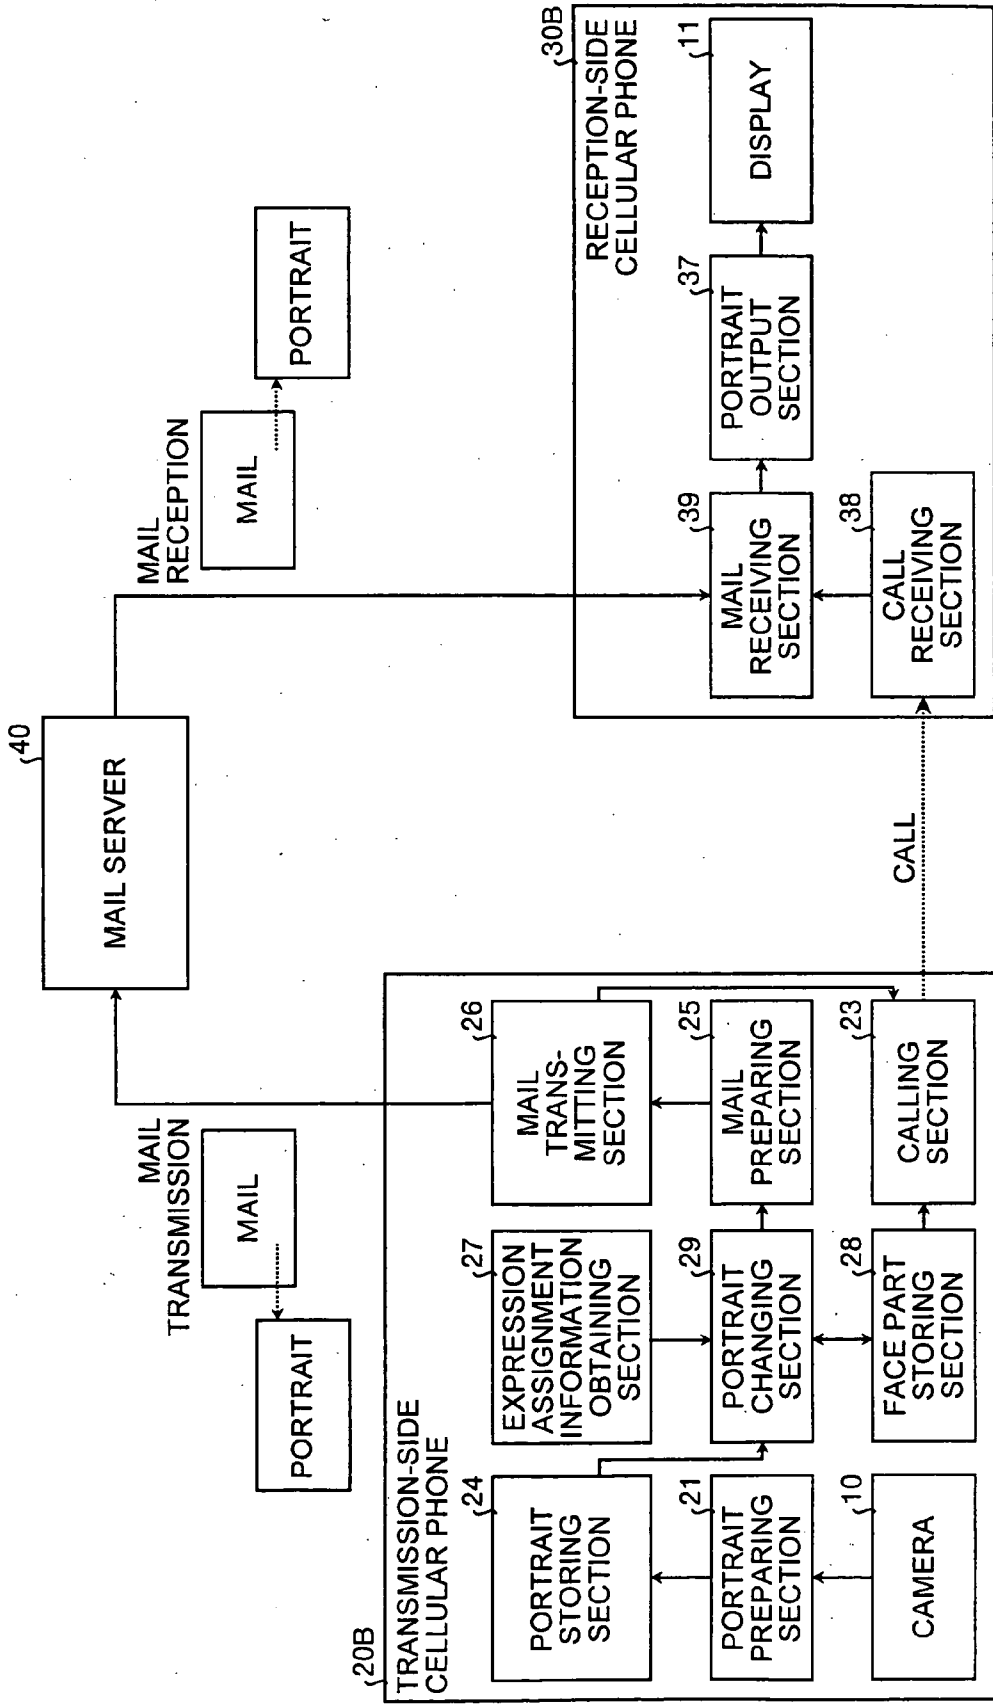 40
MAIL SERVER
MAIL
TRANSMISSION
MAIL
PORTRAIT
MAIL
RECEPTION
MAIL
PORTRAIT
20B
TRANSMISSION-SIDE
CELLULAR PHONE
24
PORTRAIT
STORING
SECTION
27
EXPRESSION
ASSIGNMENT
INFORMATION
OBTAINING
SECTION
26
MAIL
TRANS-
MITTING
SECTION
21
PORTRAIT
PREPARING
SECTION
29
PORTRAIT
CHANGING
SECTION
25
MAIL
PREPARING
SECTION
10
CAMERA
28
FACE PART
STORING
SECTION
23
CALLING
SECTION
CALL
30B
RECEPTION-SIDE
CELLULAR PHONE
39
MAIL
RECEIVING
SECTION
37
PORTRAIT
OUTPUT
SECTION
11
DISPLAY
38
CALL
RECEIVING
SECTION